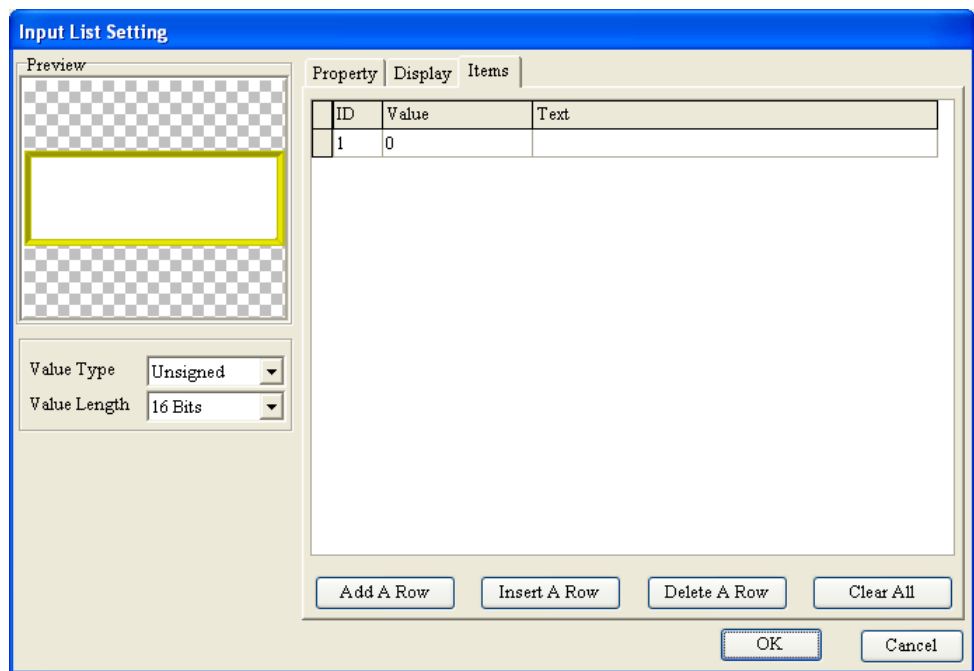 Input List Setting
Preview
Property Display Items
ID Value Text
1 0
Value Type Unsigned
Value Length 16 Bits
Add A Row Insert A Row Delete A Row Clear All
OK Cancel